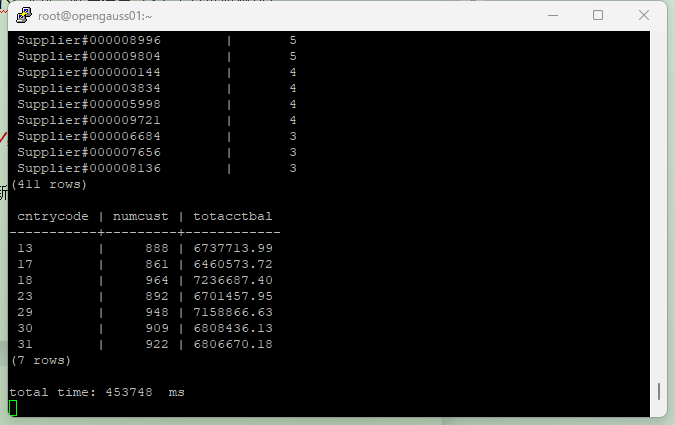 root@opengauss01:~
Supplier#000008996 | 5
Supplier#000009804 | 5
Supplier#000000144 | 4
Supplier#000003834 | 4
Supplier#000005998 | 4
Supplier#000009721 | 4
Supplier#000006684 | 3
Supplier#000007656 | 3
Supplier#000008136 | 3
(411 rows)
cntrycode | numcust | totacctbal
-----------+---------+------------
13 | 888 | 6737713.99
17 | 861 | 6460573.72
18 | 964 | 7236687.40
23 | 892 | 6701457.95
29 | 948 | 7158866.63
30 | 909 | 6808436.13
31 | 922 | 6806670.18
(7 rows)
total time: 453748  ms